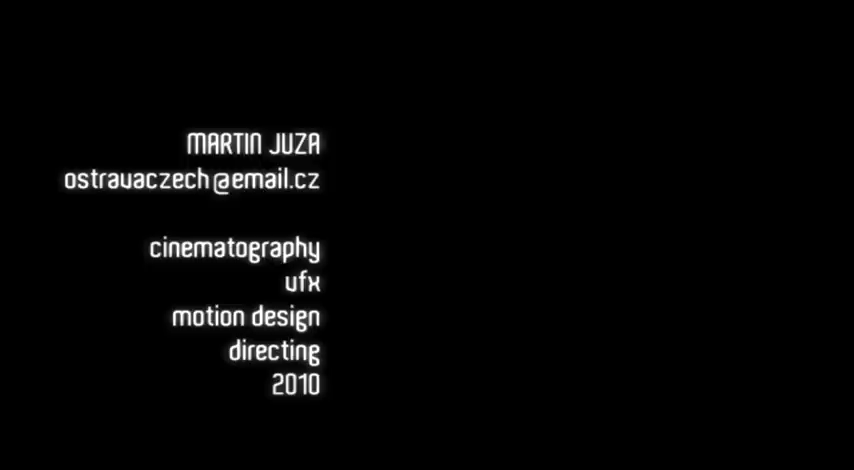 MARTIN JUZA
ostravaczech@email.cz
cinematography
vfx
motion design
directing
2010